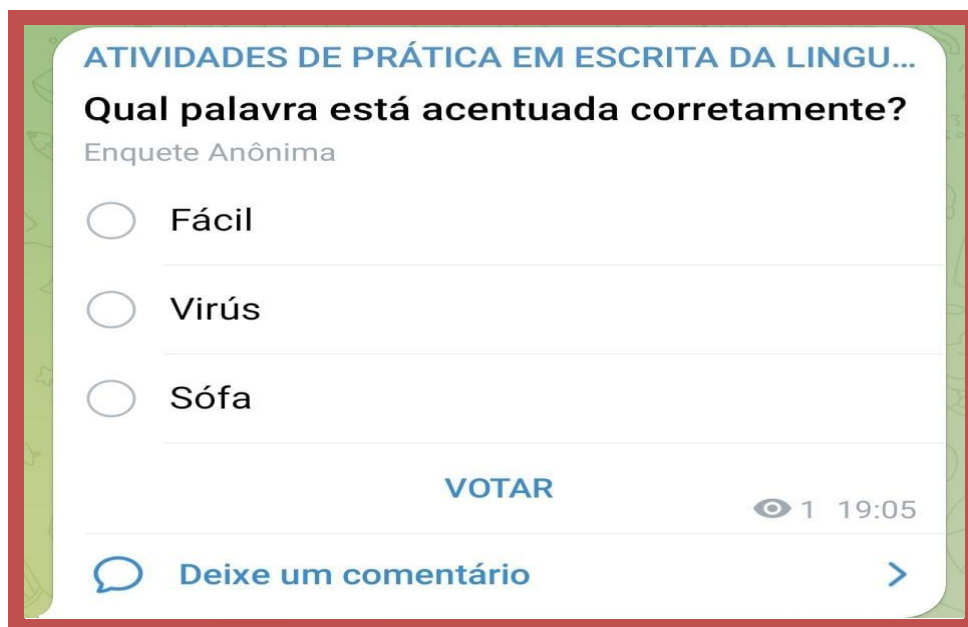 ATIVIDADES DE PRÁTICA EM ESCRITA DA LINGU...
Qual palavra está acentuada corretamente?
Enquete Anônima
Fácil
Virús
Sófa
VOTAR
1 19:05
Deixe um comentário